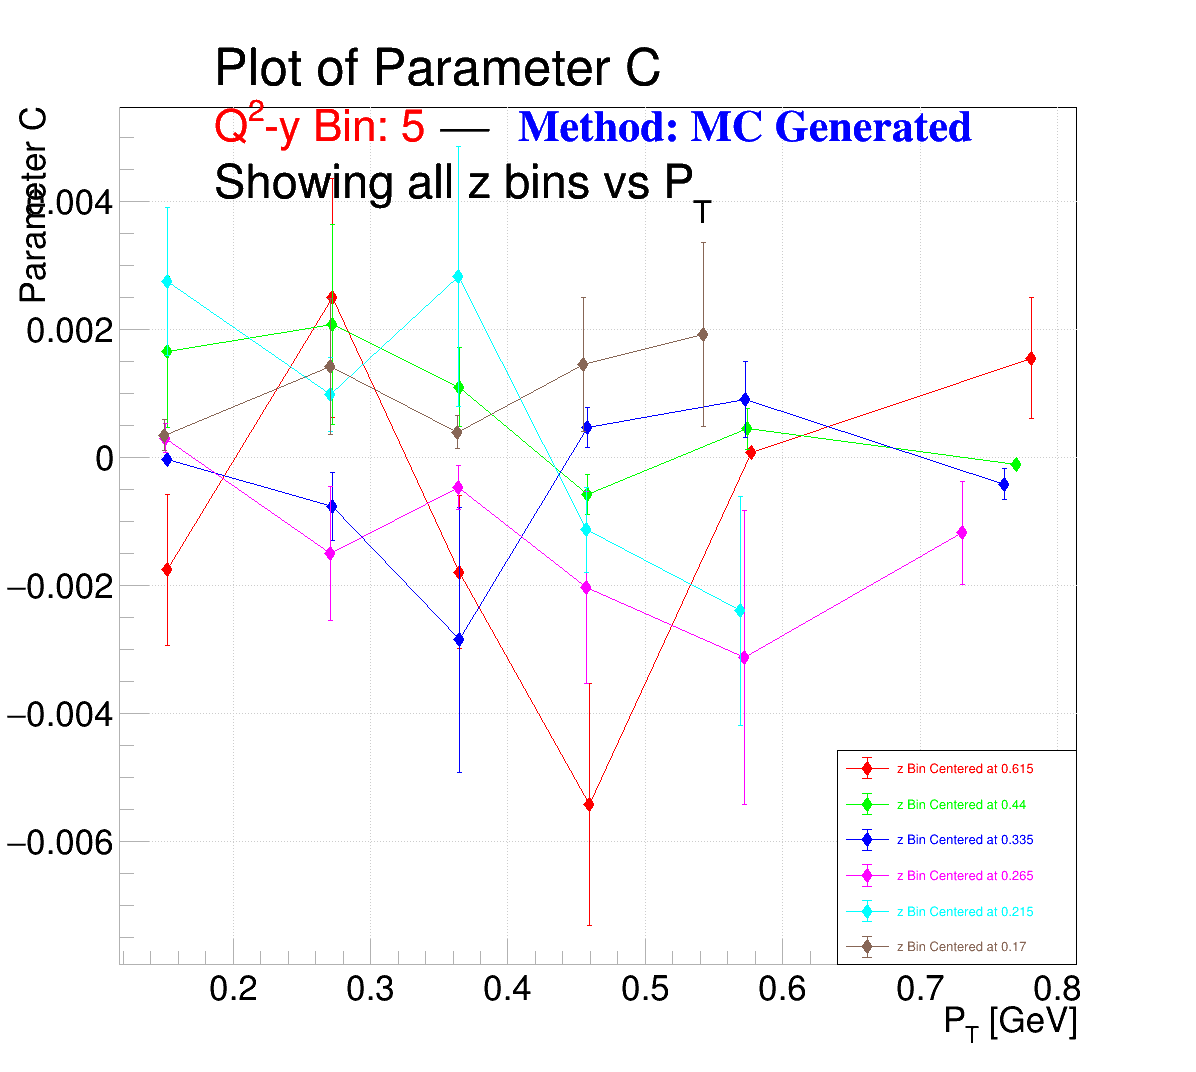 Plot of Parameter C
Q²-y Bin: 5 — Method: MC Generated
Showing all z bins vs P_T
Parameter C
0.004
0.002
0
−0.002
−0.004
−0.006
z Bin Centered at 0.615
z Bin Centered at 0.44
z Bin Centered at 0.335
z Bin Centered at 0.265
z Bin Centered at 0.215
z Bin Centered at 0.17
0.2 0.3 0.4 0.5 0.6 0.7 0.8
P_T [GeV]